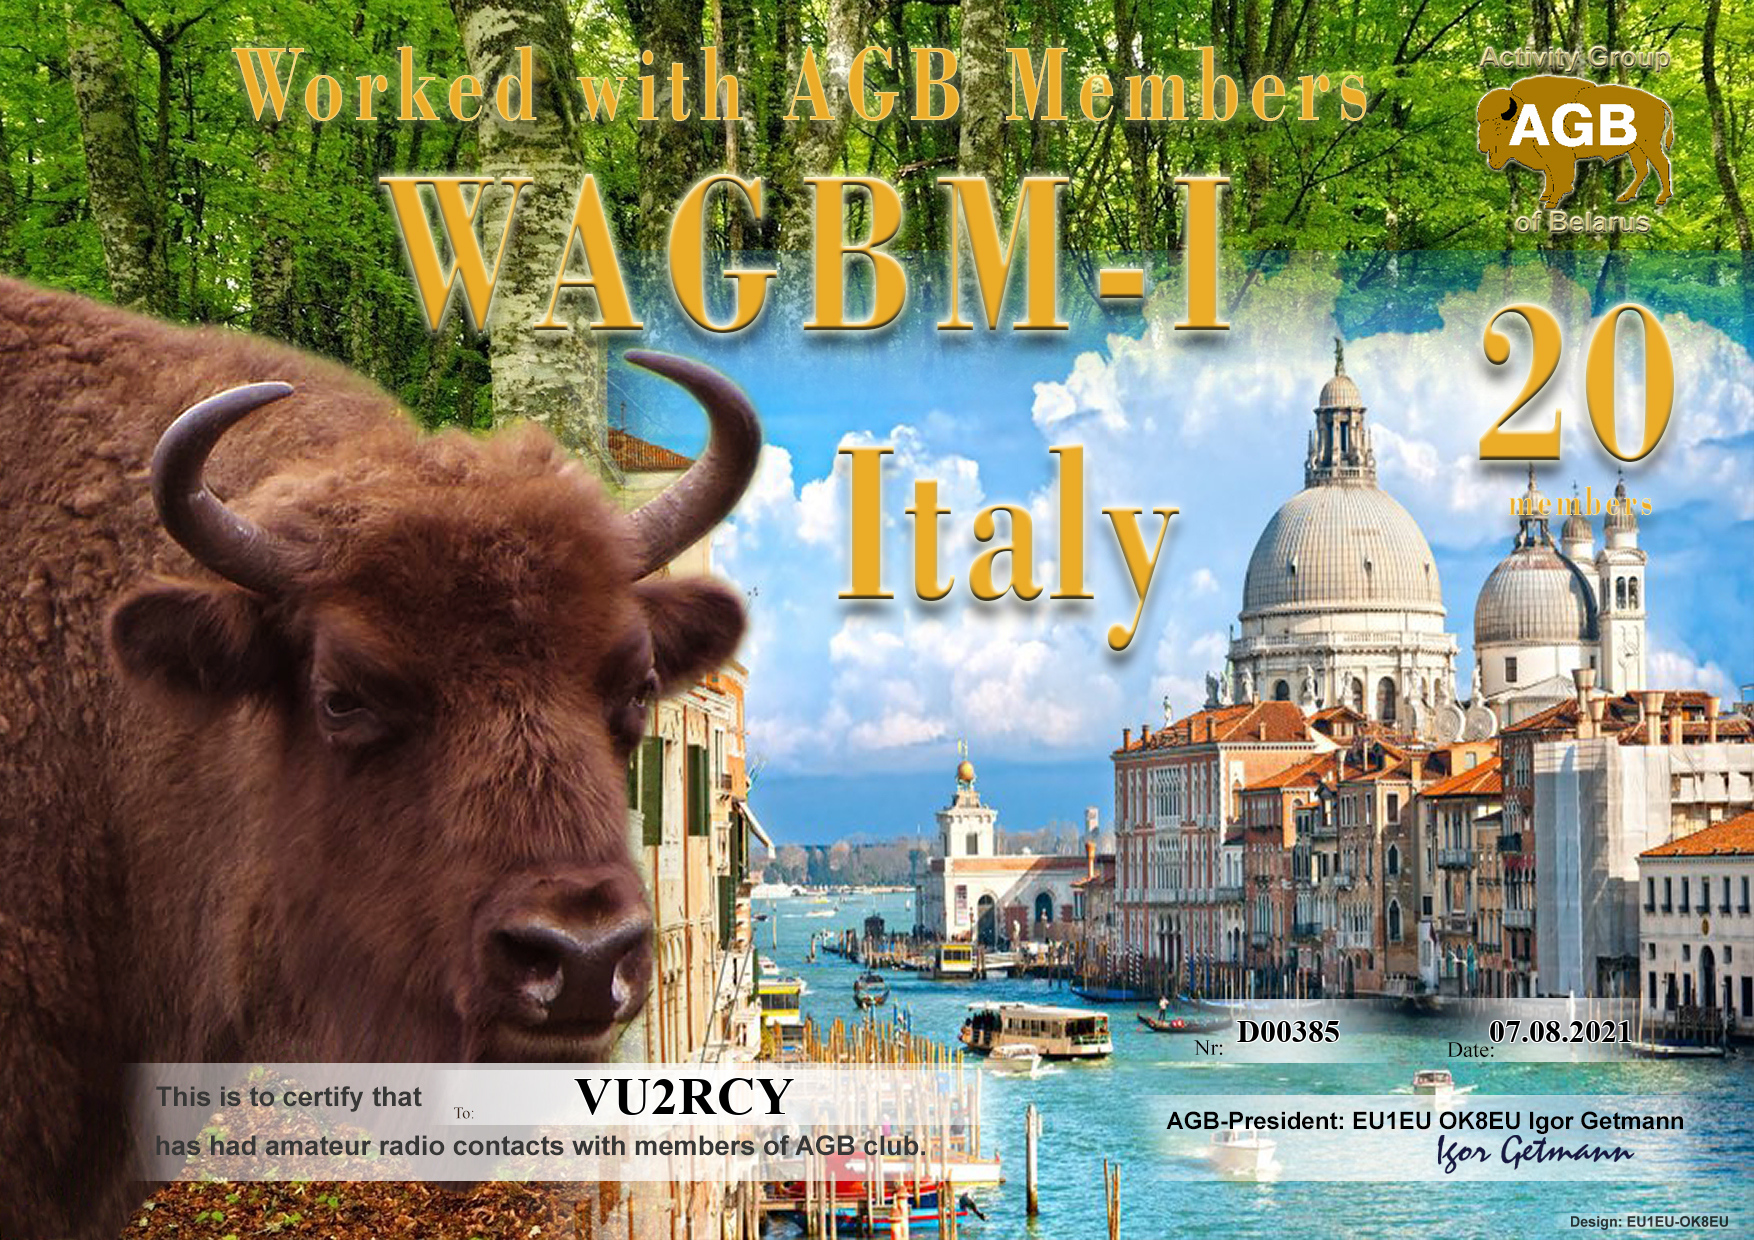 Worked with AGB Members
Activity Group
AGB
of Belarus
WAGBM-I
20
members
Italy
Nr: D00385
Date: 07.08.2021
This is to certify that
To: VU2RCY
has had amateur radio contacts with members of AGB club.
AGB-President: EU1EU OK8EU Igor Getmann
Igor Getmann
Design: EU1EU-OK8EU